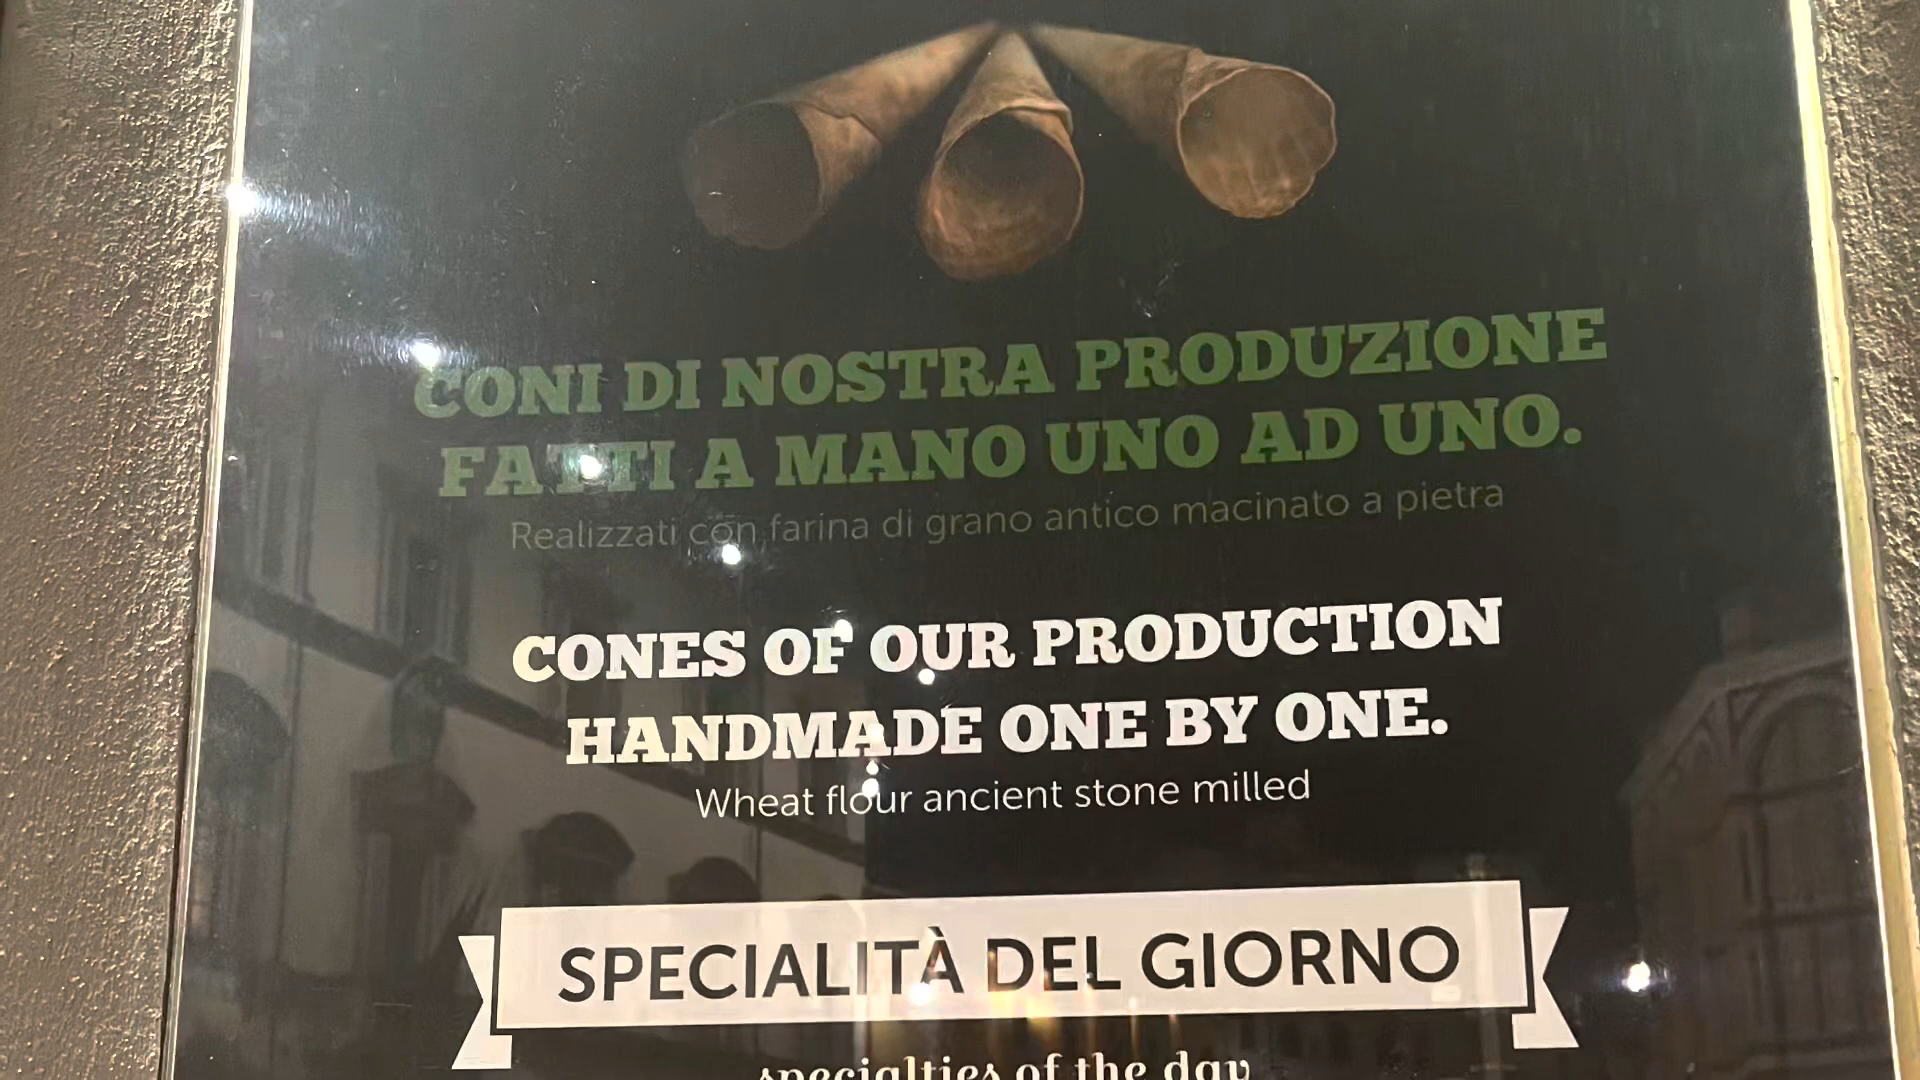 CONI DI NOSTRA PRODUZIONE
FATTI A MANO UNO AD UNO.
Realizzati con farina di grano antico macinato a pietra
CONES OF OUR PRODUCTION
HANDMADE ONE BY ONE.
Wheat flour ancient stone milled
SPECIALITÀ DEL GIORNO
specialties of the day